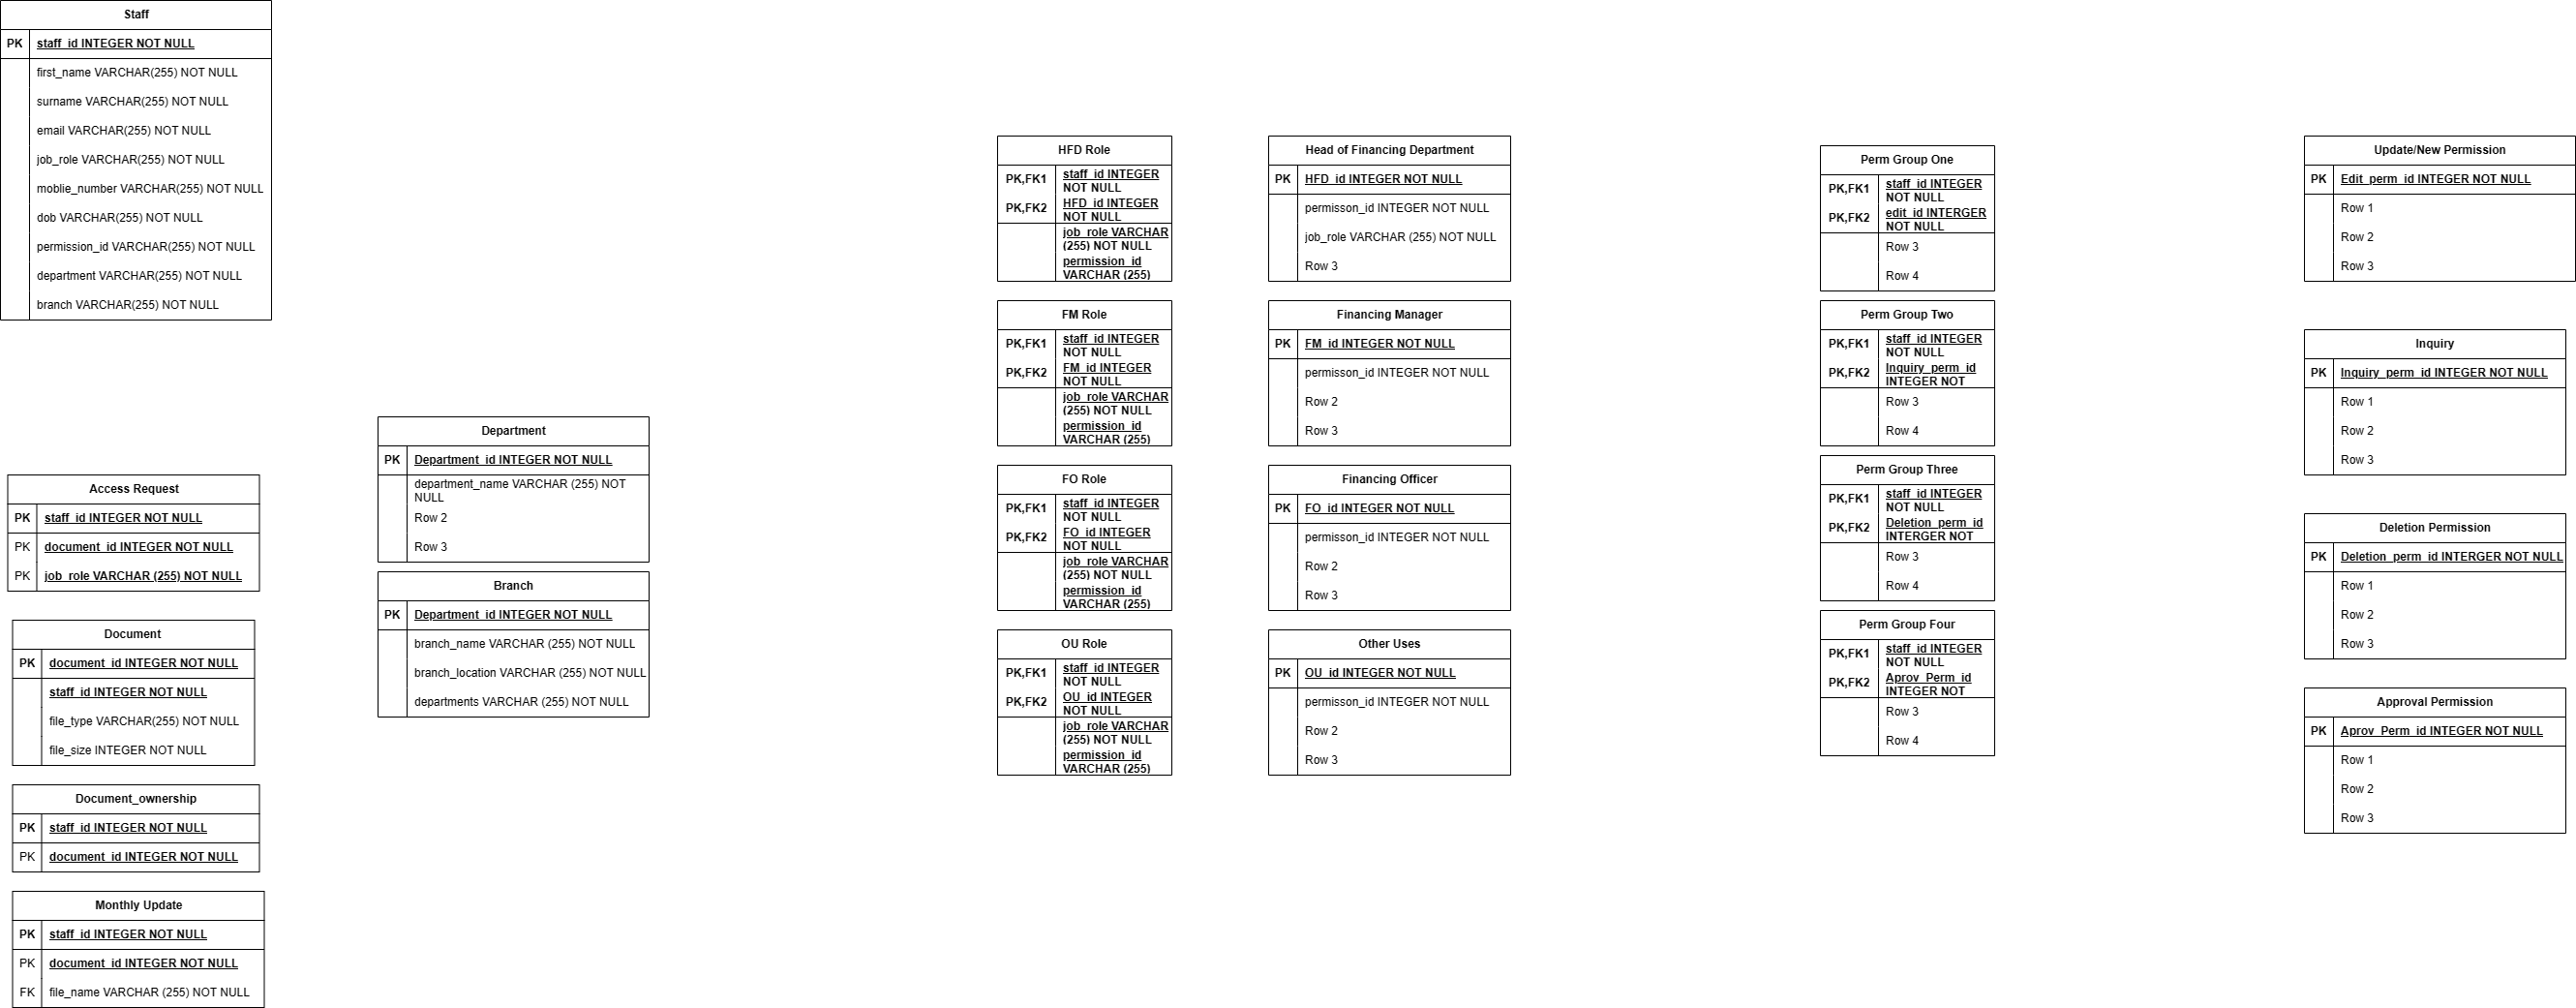 Staff
PK staff_id INTEGER NOT NULL
first_name VARCHAR(255) NOT NULL
surname VARCHAR(255) NOT NULL
email VARCHAR(255) NOT NULL
job_role VARCHAR(255) NOT NULL
moblie_number VARCHAR(255) NOT NULL
dob VARCHAR(255) NOT NULL
permission_id VARCHAR(255) NOT NULL
department VARCHAR(255) NOT NULL
branch VARCHAR(255) NOT NULL
Access Request
PK staff_id INTEGER NOT NULL
PK document_id INTEGER NOT NULL
PK job_role VARCHAR (255) NOT NULL
Document
PK document_id INTEGER NOT NULL
staff_id INTEGER NOT NULL
file_type VARCHAR(255) NOT NULL
file_size INTEGER NOT NULL
Document_ownership
PK staff_id INTEGER NOT NULL
PK document_id INTEGER NOT NULL
Monthly Update
PK staff_id INTEGER NOT NULL
PK document_id INTEGER NOT NULL
FK file_name VARCHAR (255) NOT NULL
Department
PK Department_id INTEGER NOT NULL
department_name VARCHAR (255) NOT
NULL
Row 2
Row 3
Branch
PK Department_id INTEGER NOT NULL
branch_name VARCHAR (255) NOT NULL
branch_location VARCHAR (255) NOT NULL
departments VARCHAR (255) NOT NULL
HFD Role
PK,FK1 staff_id INTEGER
NOT NULL
PK,FK2 HFD_id INTEGER
NOT NULL
job_role VARCHAR
(255) NOT NULL
permission_id
VARCHAR (255)
FM Role
PK,FK1 staff_id INTEGER
NOT NULL
PK,FK2 FM_id INTEGER
NOT NULL
job_role VARCHAR
(255) NOT NULL
permission_id
VARCHAR (255)
FO Role
PK,FK1 staff_id INTEGER
NOT NULL
PK,FK2 FO_id INTEGER
NOT NULL
job_role VARCHAR
(255) NOT NULL
permission_id
VARCHAR (255)
OU Role
PK,FK1 staff_id INTEGER
NOT NULL
PK,FK2 OU_id INTEGER
NOT NULL
job_role VARCHAR
(255) NOT NULL
permission_id
VARCHAR (255)
Head of Financing Department
PK HFD_id INTEGER NOT NULL
permisson_id INTEGER NOT NULL
job_role VARCHAR (255) NOT NULL
Row 3
Financing Manager
PK FM_id INTEGER NOT NULL
permisson_id INTEGER NOT NULL
Row 2
Row 3
Financing Officer
PK FO_id INTEGER NOT NULL
permisson_id INTEGER NOT NULL
Row 2
Row 3
Other Uses
PK OU_id INTEGER NOT NULL
permisson_id INTEGER NOT NULL
Row 2
Row 3
Perm Group One
PK,FK1 staff_id INTEGER
NOT NULL
PK,FK2 edit_id INTERGER
NOT NULL
Row 3
Row 4
Perm Group Two
PK,FK1 staff_id INTEGER
NOT NULL
PK,FK2 Inquiry_perm_id
INTEGER NOT
Row 3
Row 4
Perm Group Three
PK,FK1 staff_id INTEGER
NOT NULL
PK,FK2 Deletion_perm_id
INTERGER NOT
Row 3
Row 4
Perm Group Four
PK,FK1 staff_id INTEGER
NOT NULL
PK,FK2 Aprov_Perm_id
INTEGER NOT
Row 3
Row 4
Update/New Permission
PK Edit_perm_id INTEGER NOT NULL
Row 1
Row 2
Row 3
Inquiry
PK Inquiry_perm_id INTEGER NOT NULL
Row 1
Row 2
Row 3
Deletion Permission
PK Deletion_perm_id INTERGER NOT NULL
Row 1
Row 2
Row 3
Approval Permission
PK Aprov_Perm_id INTEGER NOT NULL
Row 1
Row 2
Row 3